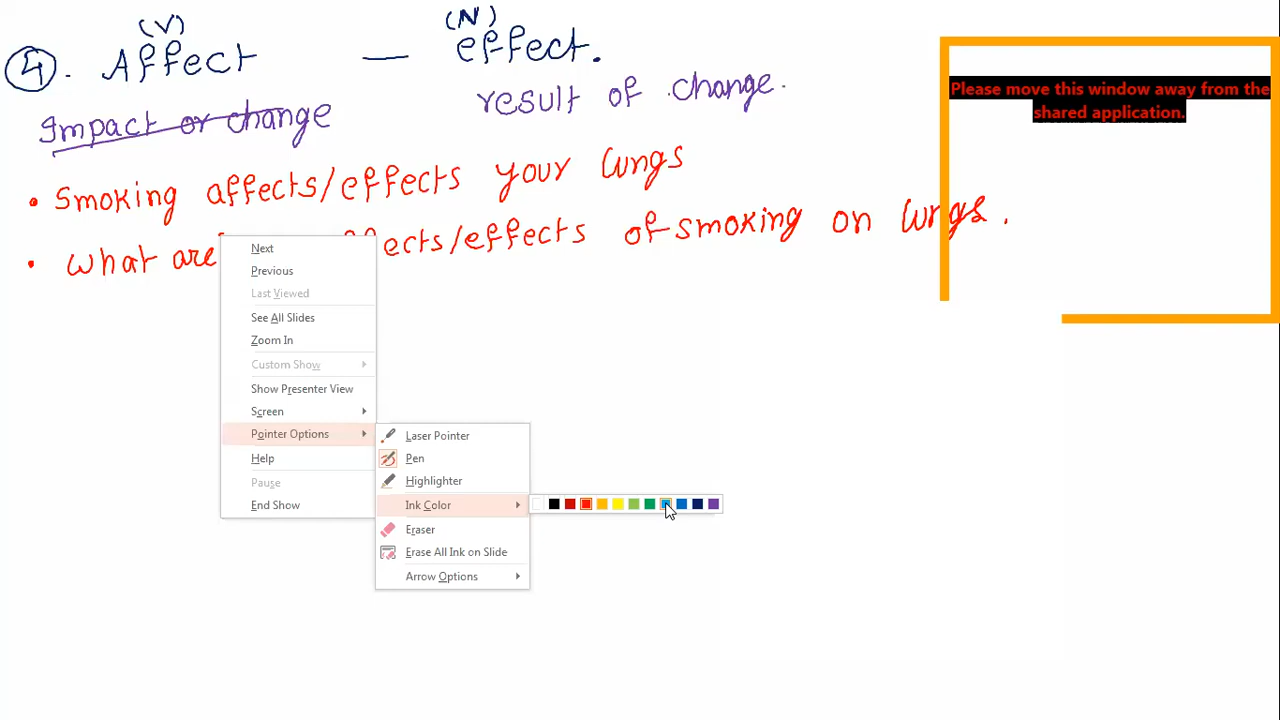 (V) (N)
4. Affect — effect.
Impact or change result of change.
Please move this window away from the
shared application.
• Smoking affects/effects your lungs
• What are ffects/effects of smoking on lungs.
Next
Previous
Last Viewed
See All Slides
Zoom In
Custom Show
Show Presenter View
Screen
Pointer Options
Help
Pause
End Show
Laser Pointer
Pen
Highlighter
Ink Color
Eraser
Erase All Ink on Slide
Arrow Options